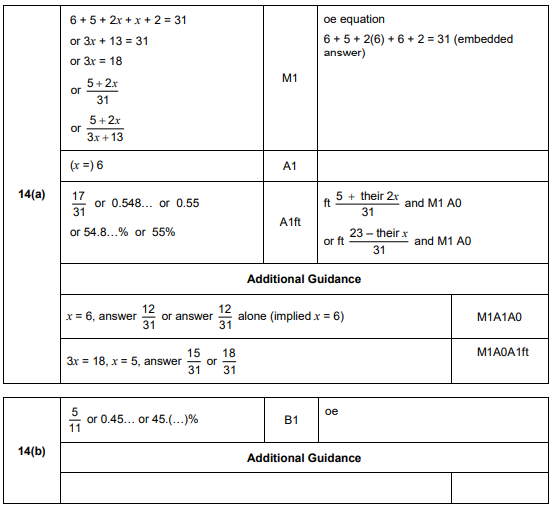 6 + 5 + 2x + x + 2 = 31
or 3x + 13 = 31
or 3x = 18
or (5 + 2x)/31
or (5 + 2x)/(3x + 13)
M1
oe equation
6 + 5 + 2(6) + 6 + 2 = 31 (embedded
answer)
(x =) 6
A1
14(a)
17/31 or 0.548... or 0.55
or 54.8...% or 55%
A1ft
ft (5 + their 2x)/31 and M1 A0
or ft (23 – their x)/31 and M1 A0
Additional Guidance
x = 6, answer 12/31 or answer 12/31 alone (implied x = 6)
M1A1A0
3x = 18, x = 5, answer 15/31 or 18/31
M1A0A1ft
14(b)
5/11 or 0.45... or 45.(...)%
B1
oe
Additional Guidance